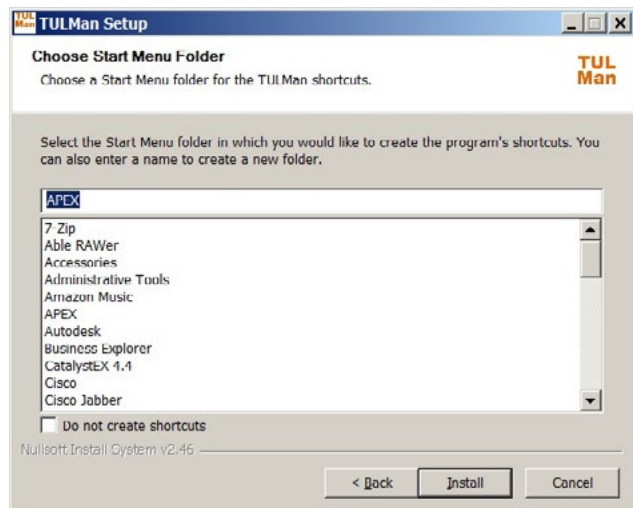 TUL
Man
TULMan Setup
Choose Start Menu Folder
Choose a Start Menu folder for the TULMan shortcuts.
TUL
Man
Select the Start Menu folder in which you would like to create the program's shortcuts. You
can also enter a name to create a new folder.
APEX
7-Zip
Able RAWer
Accessories
Administrative Tools
Amazon Music
APEX
Autodesk
Business Explorer
CatalystEX 4.4
Cisco
Cisco Jabber
Do not create shortcuts
Nullsoft Install System v2.46
< Back
Install
Cancel